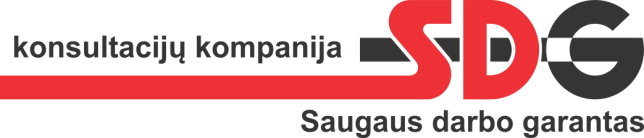 konsultacijų kompanija
SDG
Saugaus darbo garantas